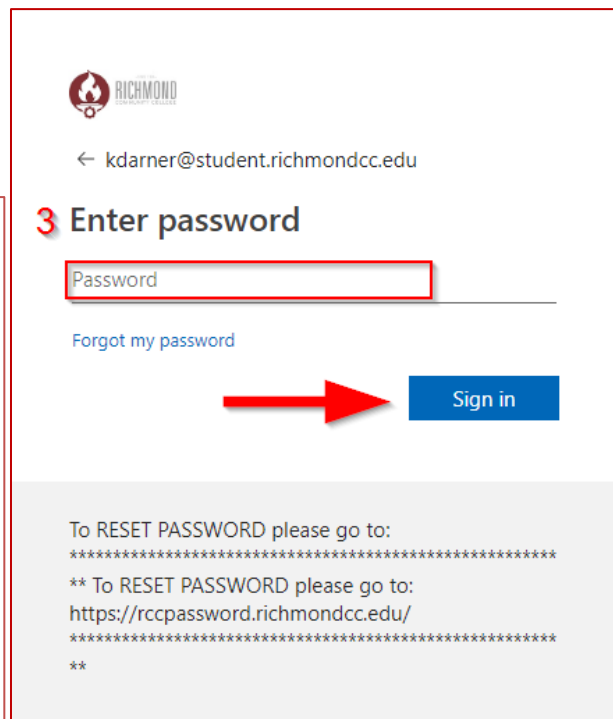 RICHMOND
COMMUNITY COLLEGE
← kdarner@student.richmondcc.edu
3 Enter password
Password
Forgot my password
Sign in
To RESET PASSWORD please go to:
********************************************************
** To RESET PASSWORD please go to:
https://rccpassword.richmondcc.edu/
********************************************************
**